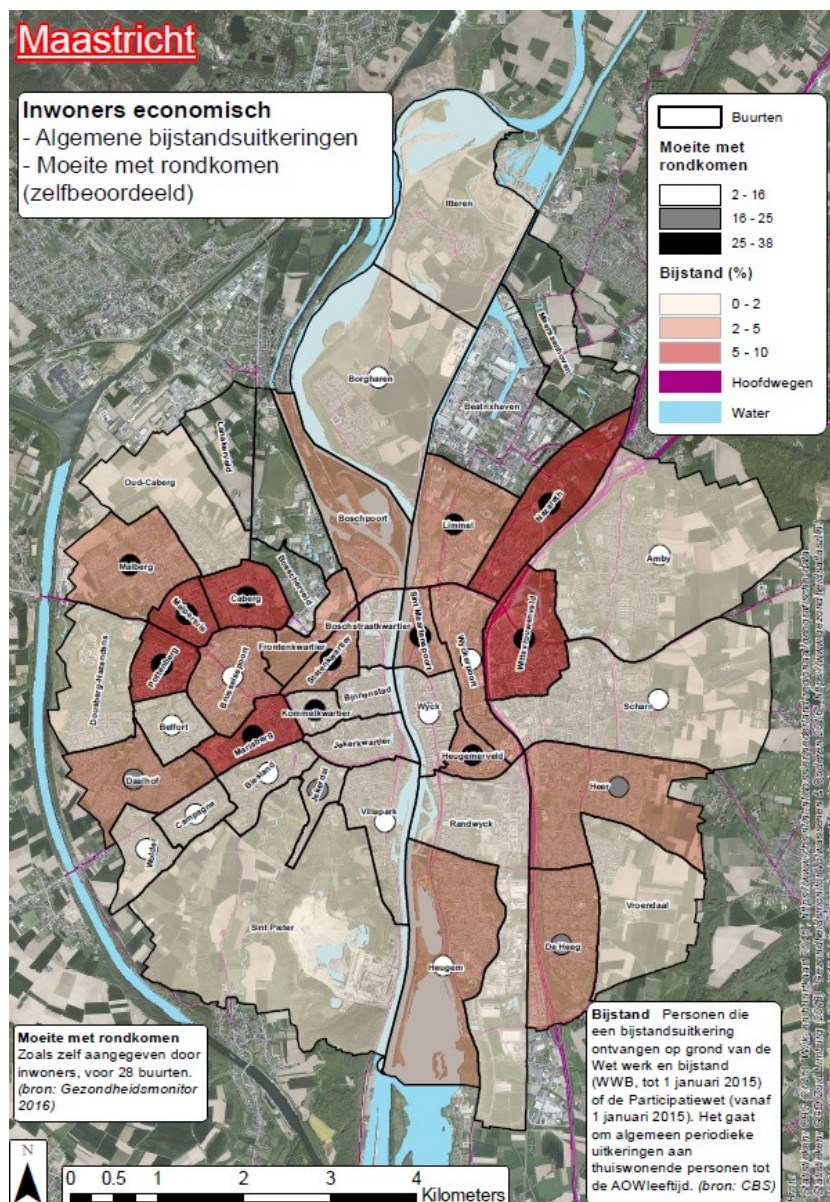 Maastricht
Inwoners economisch
- Algemene bijstandsuitkeringen
- Moeite met rondkomen
(zelfbeoordeeld)
Buurten
Moeite met
rondkomen
2 - 16
16 - 25
25 - 38
Bijstand (%)
0 - 2
2 - 5
5 - 10
Hoofdwegen
Water
Itteren
Meerssenhoven
Borgharen
Beatrixhaven
Lanakerveld
Oud-Caberg
Boschpoort
Limmel
Nazareth
Amby
Malberg
Bosscherveld
Caberg
Malpertuis
Pottenberg
Dousberg-Hazendans
Brusselsepoort
Frontenkwartier
Boschstraatkwartier
Statenkwartier
Sint Maartenspoort
Wyckerpoort
Wittevrouwenveld
Scharn
Belfort
Mariaberg
Kommelkwartier
Binnenstad
Wyck
Jekerkwartier
Heugemerveld
Daalhof
Biesland
Jekerdal
Campagne
Villapark
Randwyck
Heer
Wolder
Vroendaal
Sint Pieter
De Heeg
Heugem
Moeite met rondkomen
Zoals zelf aangegeven door
inwoners, voor 28 buurten.
(bron: Gezondheidsmonitor
2016)
Bijstand Personen die
een bijstandsuitkering
ontvangen op grond van de
Wet werk en bijstand
(WWB, tot 1 januari 2015)
of de Participatiewet (vanaf
1 januari 2015). Het gaat
om algemeen periodieke
uitkeringen aan
thuiswonende personen tot
de AOWleeftijd. (bron: CBS)
N
0 0.5 1 2 3 4
Kilometers